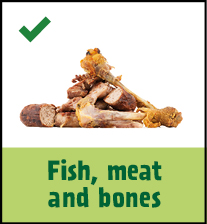 Fish, meat
and bones